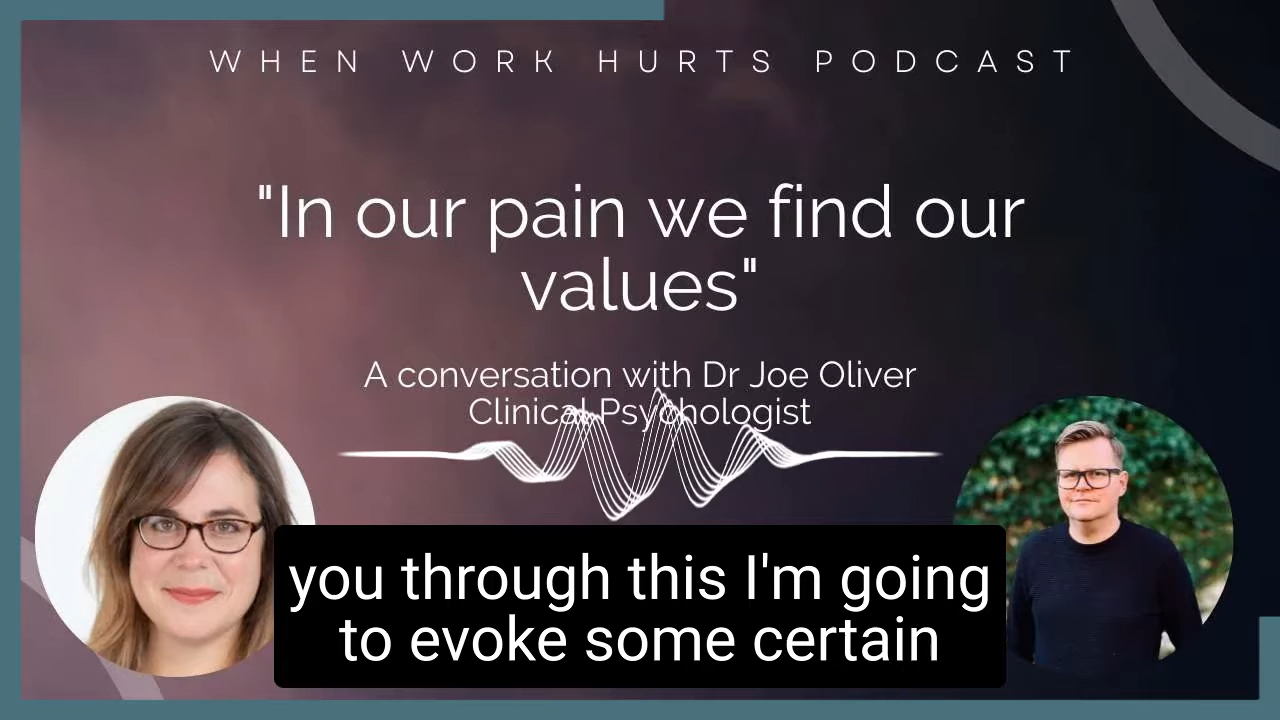 WHEN WORK HURTS PODCAST
"In our pain we find our
values"
A conversation with Dr Joe Oliver
Clinical Psychologist
you through this I'm going
to evoke some certain